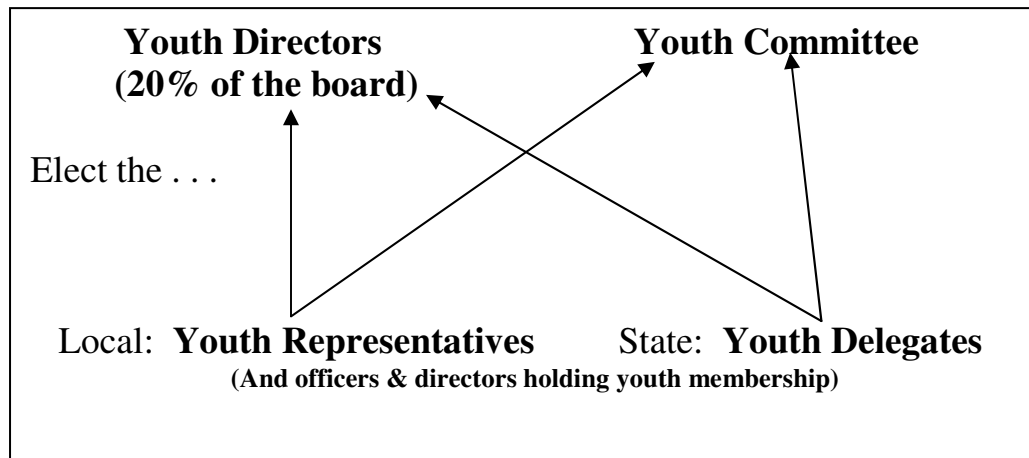 Youth Directors Youth Committee
(20% of the board)
Elect the . . .
Local: Youth Representatives State: Youth Delegates
(And officers & directors holding youth membership)